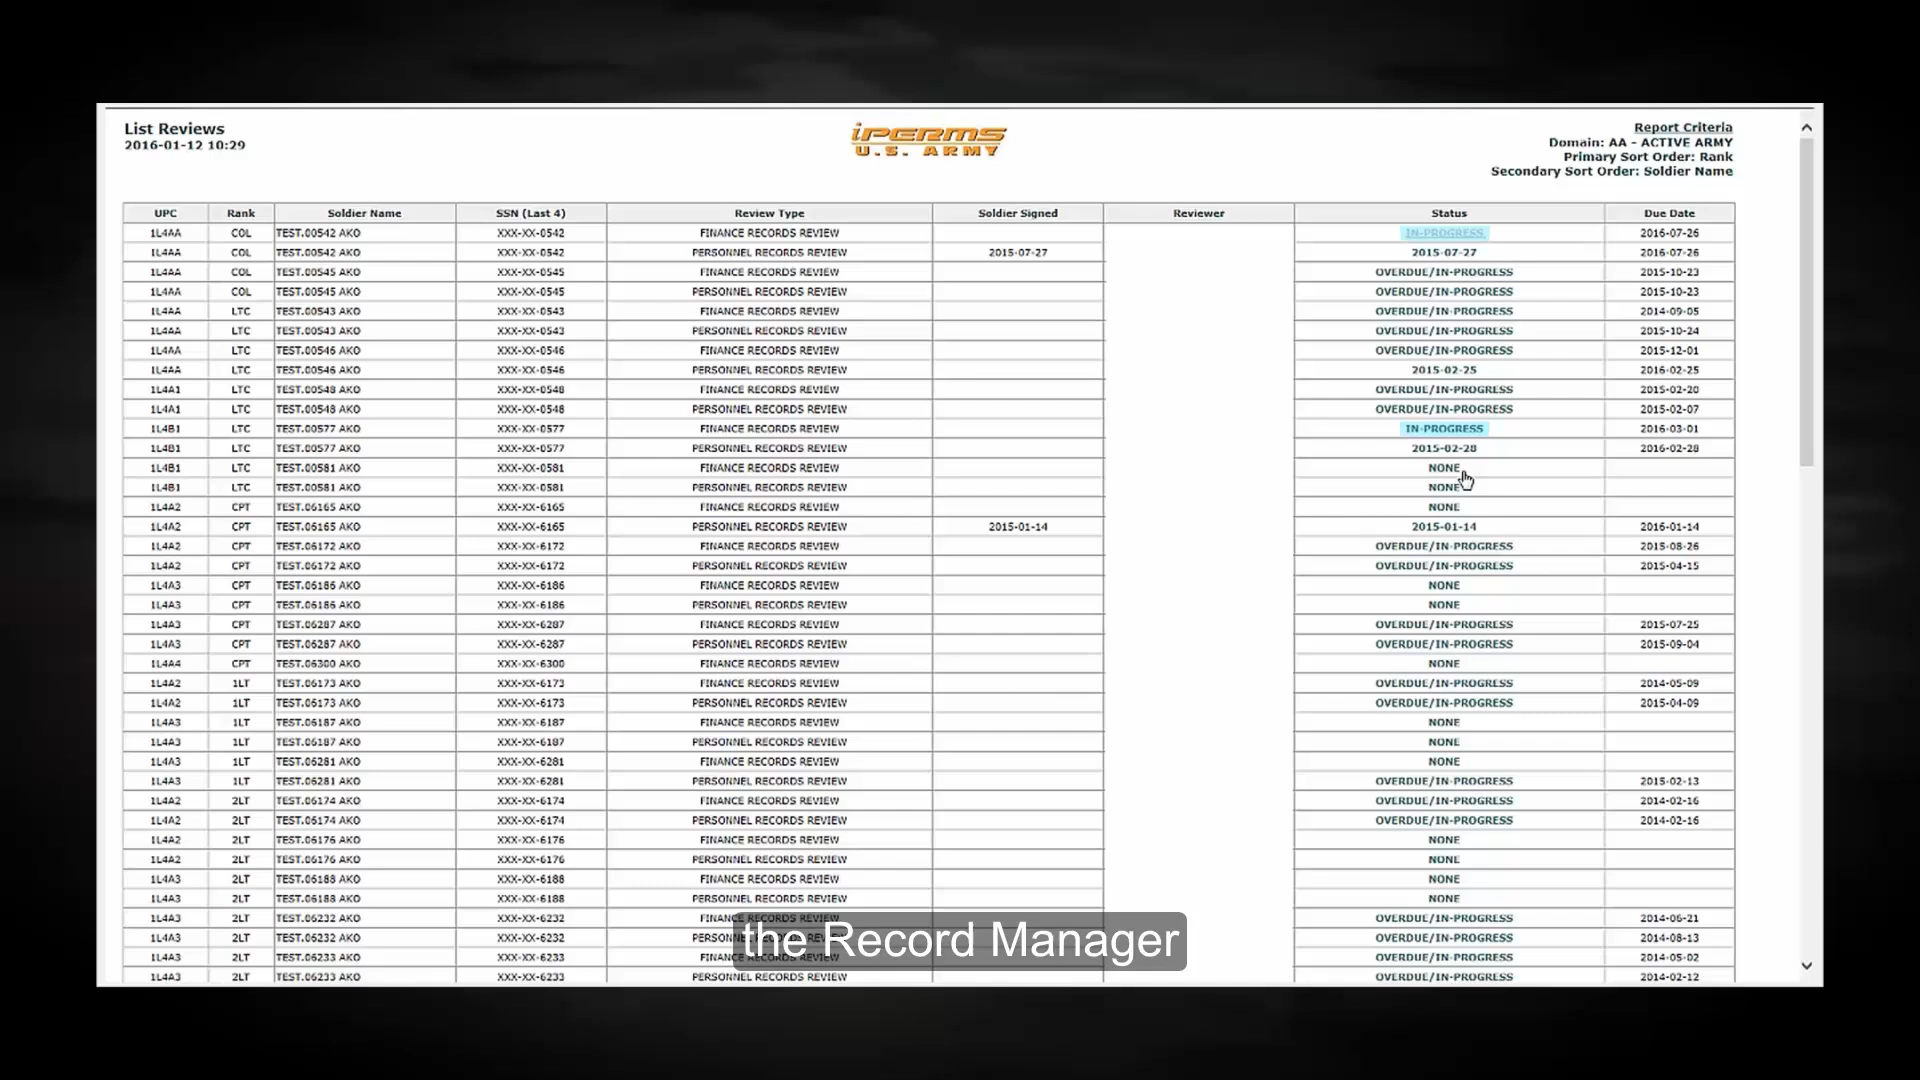 List Reviews
2016-01-12 10:29
iPERMS
U.S. ARMY
Report Criteria
Domain: AA - ACTIVE ARMY
Primary Sort Order: Rank
Secondary Sort Order: Soldier Name
UPC Rank Soldier Name SSN (Last 4) Review Type Soldier Signed Reviewer Status Due Date
1L4AA COL TEST.00542 AKO XXX-XX-0542 FINANCE RECORDS REVIEW IN-PROGRESS 2016-07-26
1L4AA COL TEST.00542 AKO XXX-XX-0542 PERSONNEL RECORDS REVIEW 2015-07-27 2015-07-27 2016-07-26
1L4AA COL TEST.00545 AKO XXX-XX-0545 FINANCE RECORDS REVIEW OVERDUE/IN-PROGRESS 2015-10-23
1L4AA COL TEST.00545 AKO XXX-XX-0545 PERSONNEL RECORDS REVIEW OVERDUE/IN-PROGRESS 2015-10-23
1L4AA LTC TEST.00543 AKO XXX-XX-0543 FINANCE RECORDS REVIEW OVERDUE/IN-PROGRESS 2014-09-05
1L4AA LTC TEST.00543 AKO XXX-XX-0543 PERSONNEL RECORDS REVIEW OVERDUE/IN-PROGRESS 2015-10-24
1L4AA LTC TEST.00546 AKO XXX-XX-0546 FINANCE RECORDS REVIEW OVERDUE/IN-PROGRESS 2015-12-01
1L4AA LTC TEST.00546 AKO XXX-XX-0546 PERSONNEL RECORDS REVIEW 2015-02-25 2016-02-25
1L4A1 LTC TEST.00548 AKO XXX-XX-0548 FINANCE RECORDS REVIEW OVERDUE/IN-PROGRESS 2015-02-20
1L4A1 LTC TEST.00548 AKO XXX-XX-0548 PERSONNEL RECORDS REVIEW OVERDUE/IN-PROGRESS 2015-02-07
1L4B1 LTC TEST.00577 AKO XXX-XX-0577 FINANCE RECORDS REVIEW IN-PROGRESS 2016-03-01
1L4B1 LTC TEST.00577 AKO XXX-XX-0577 PERSONNEL RECORDS REVIEW 2015-02-28 2016-02-28
1L4B1 LTC TEST.00581 AKO XXX-XX-0581 FINANCE RECORDS REVIEW NONE
1L4B1 LTC TEST.00581 AKO XXX-XX-0581 PERSONNEL RECORDS REVIEW NONE
1L4A2 CPT TEST.06165 AKO XXX-XX-6165 FINANCE RECORDS REVIEW NONE
1L4A2 CPT TEST.06165 AKO XXX-XX-6165 PERSONNEL RECORDS REVIEW 2015-01-14 2015-01-14 2016-01-14
1L4A2 CPT TEST.06172 AKO XXX-XX-6172 FINANCE RECORDS REVIEW OVERDUE/IN-PROGRESS 2015-08-26
1L4A2 CPT TEST.06172 AKO XXX-XX-6172 PERSONNEL RECORDS REVIEW OVERDUE/IN-PROGRESS 2015-04-15
1L4A3 CPT TEST.06186 AKO XXX-XX-6186 FINANCE RECORDS REVIEW NONE
1L4A3 CPT TEST.06186 AKO XXX-XX-6186 PERSONNEL RECORDS REVIEW NONE
1L4A3 CPT TEST.06287 AKO XXX-XX-6287 FINANCE RECORDS REVIEW OVERDUE/IN-PROGRESS 2015-07-25
1L4A3 CPT TEST.06287 AKO XXX-XX-6287 PERSONNEL RECORDS REVIEW OVERDUE/IN-PROGRESS 2015-09-04
1L4A4 CPT TEST.06300 AKO XXX-XX-6300 FINANCE RECORDS REVIEW NONE
1L4A2 1LT TEST.06173 AKO XXX-XX-6173 FINANCE RECORDS REVIEW OVERDUE/IN-PROGRESS 2014-05-09
1L4A2 1LT TEST.06173 AKO XXX-XX-6173 PERSONNEL RECORDS REVIEW OVERDUE/IN-PROGRESS 2015-04-09
1L4A3 1LT TEST.06187 AKO XXX-XX-6187 FINANCE RECORDS REVIEW NONE
1L4A3 1LT TEST.06187 AKO XXX-XX-6187 PERSONNEL RECORDS REVIEW NONE
1L4A3 1LT TEST.06281 AKO XXX-XX-6281 FINANCE RECORDS REVIEW NONE
1L4A3 1LT TEST.06281 AKO XXX-XX-6281 PERSONNEL RECORDS REVIEW OVERDUE/IN-PROGRESS 2015-02-13
1L4A2 2LT TEST.06174 AKO XXX-XX-6174 FINANCE RECORDS REVIEW OVERDUE/IN-PROGRESS 2014-02-16
1L4A2 2LT TEST.06174 AKO XXX-XX-6174 PERSONNEL RECORDS REVIEW OVERDUE/IN-PROGRESS 2014-02-16
1L4A2 2LT TEST.06176 AKO XXX-XX-6176 FINANCE RECORDS REVIEW NONE
1L4A2 2LT TEST.06176 AKO XXX-XX-6176 PERSONNEL RECORDS REVIEW NONE
1L4A3 2LT TEST.06188 AKO XXX-XX-6188 FINANCE RECORDS REVIEW NONE
1L4A3 2LT TEST.06188 AKO XXX-XX-6188 PERSONNEL RECORDS REVIEW NONE
1L4A3 2LT TEST.06232 AKO XXX-XX-6232 FINANCE RECORDS REVIEW OVERDUE/IN-PROGRESS 2014-06-21
1L4A3 2LT TEST.06232 AKO XXX-XX-6232 OVERDUE/IN-PROGRESS 2014-08-13
the Record Manager
1L4A3 2LT TEST.06233 AKO XXX-XX-6233 FINANCE RECORDS REVIEW OVERDUE/IN-PROGRESS 2014-05-02
1L4A3 2LT TEST.06233 AKO XXX-XX-6233 PERSONNEL RECORDS REVIEW OVERDUE/IN-PROGRESS 2014-02-12